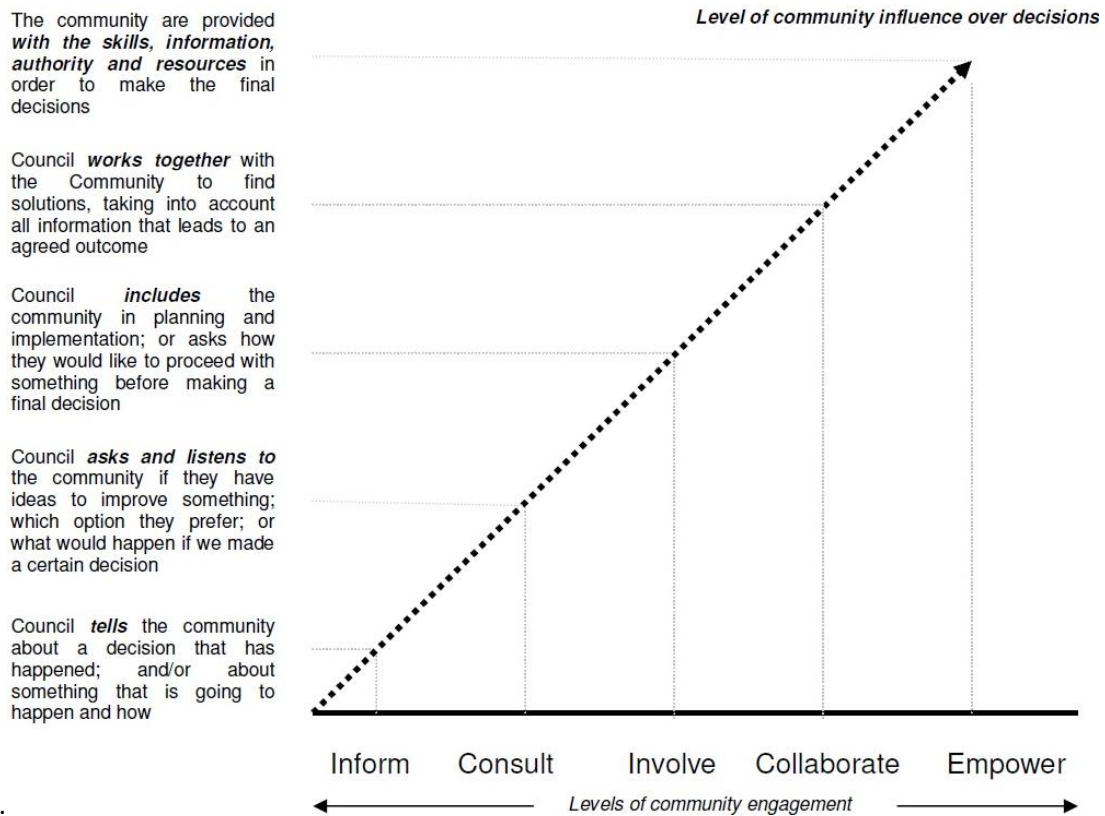 Level of community influence over decisions
The community are provided
with the skills, information,
authority and resources in
order to make the final
decisions
Council works together with
the Community to find
solutions, taking into account
all information that leads to an
agreed outcome
Council includes the
community in planning and
implementation; or asks how
they would like to proceed with
something before making a
final decision
Council asks and listens to
the community if they have
ideas to improve something;
which option they prefer; or
what would happen if we made
a certain decision
Council tells the community
about a decision that has
happened; and/or about
something that is going to
happen and how
Inform Consult Involve Collaborate Empower
Levels of community engagement
.